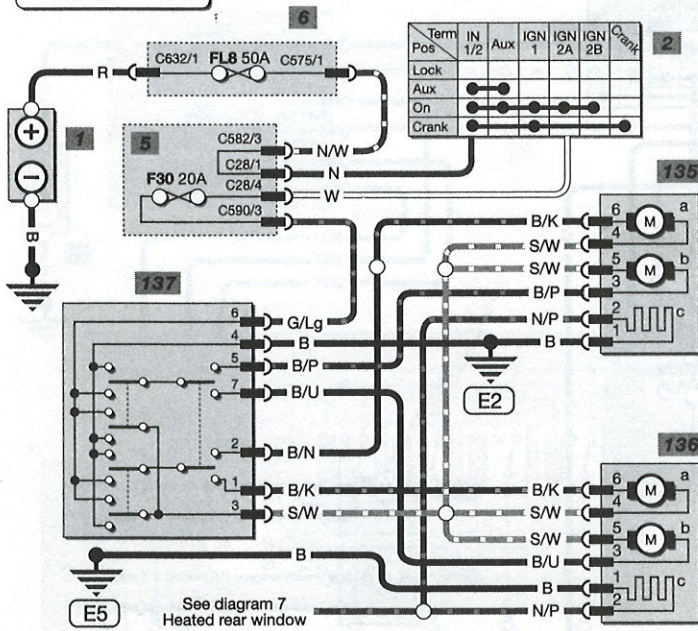 6
Term
Pos
IN 1/2
Aux
IGN 1
IGN 2A
IGN 2B
Crank
2
Lock
Aux
On
Crank
R
C632/1
FL8 50A
C575/1
1
+
−
B
5
C582/3
N/W
C28/1
N
F30 20A
C28/4
W
C590/3
135
6
M
a
B/K
4
S/W
5
M
b
S/W
3
B/P
2
N/P
c
1
B
137
6
G/Lg
4
B
5
B/P
7
B/U
E2
2
B/N
1
B/K
3
S/W
136
6
M
a
B/K
4
S/W
5
M
b
S/W
3
B/U
1
B
c
2
N/P
B
E5
See diagram 7
Heated rear window